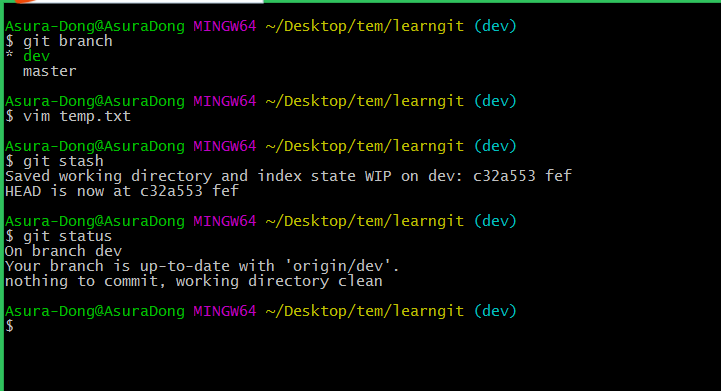 Asura-Dong@AsuraDong MINGW64 ~/Desktop/tem/learngit (dev)
$ git branch
* dev
  master
Asura-Dong@AsuraDong MINGW64 ~/Desktop/tem/learngit (dev)
$ vim temp.txt
Asura-Dong@AsuraDong MINGW64 ~/Desktop/tem/learngit (dev)
$ git stash
Saved working directory and index state WIP on dev: c32a553 fef
HEAD is now at c32a553 fef
Asura-Dong@AsuraDong MINGW64 ~/Desktop/tem/learngit (dev)
$ git status
On branch dev
Your branch is up-to-date with 'origin/dev'.
nothing to commit, working directory clean
Asura-Dong@AsuraDong MINGW64 ~/Desktop/tem/learngit (dev)
$